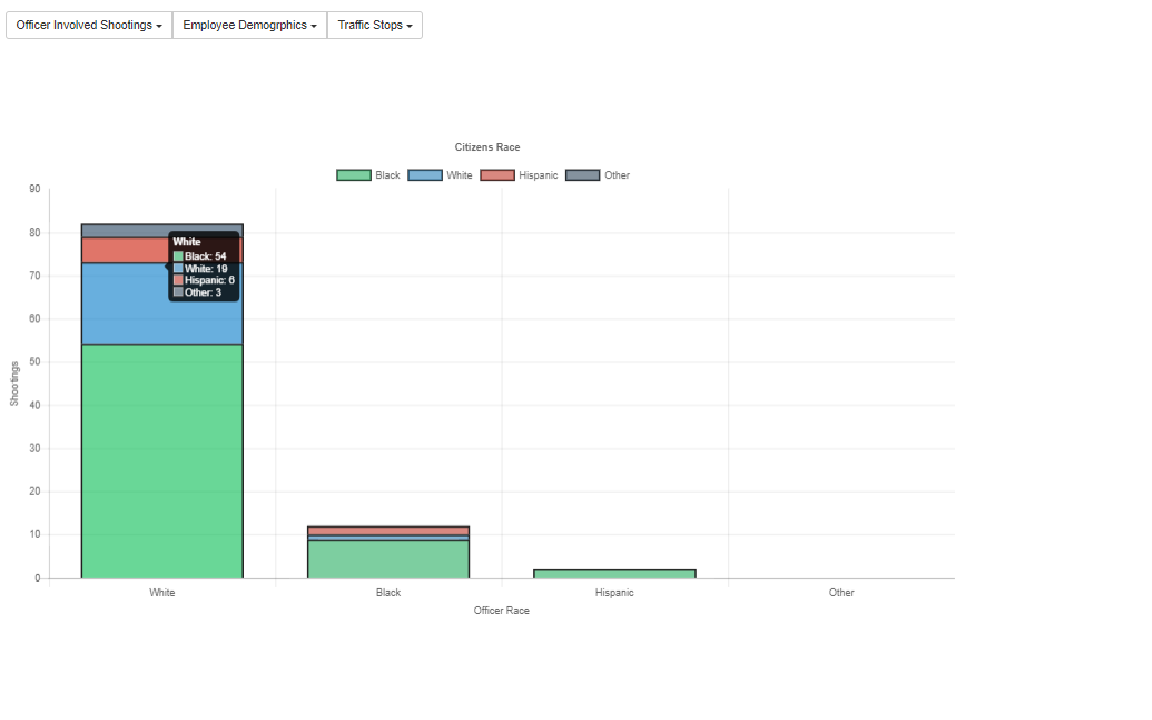 Officer Involved Shootings Employee Demogrphics Traffic Stops
Citizens Race
Black White Hispanic Other
90
80
70
60
50
40
30
20
10
0
Shootings
White
Black: 54
White: 19
Hispanic: 6
Other: 3
White Black Hispanic Other
Officer Race